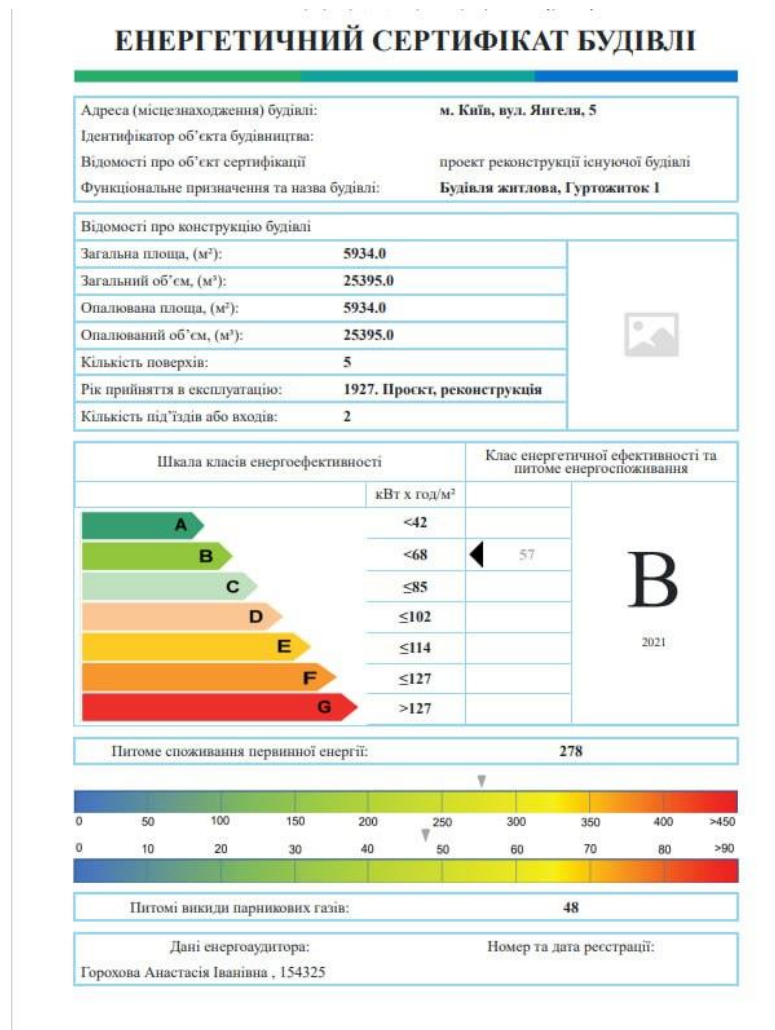 ЕНЕРГЕТИЧНИЙ СЕРТИФІКАТ БУДІВЛІ
Адреса (місцезнаходження) будівлі: м. Київ, вул. Янгеля, 5
Ідентифікатор об’єкта будівництва:
Відомості про об’єкт сертифікації проект реконструкції існуючої будівлі
Функціональне призначення та назва будівлі: Будівля житлова, Гуртожиток 1
Відомості про конструкцію будівлі
Загальна площа, (м²): 5934.0
Загальний об’єм, (м³): 25395.0
Опалювана площа, (м²): 5934.0
Опалюваний об’єм, (м³): 25395.0
Кількість поверхів: 5
Рік прийняття в експлуатацію: 1927. Проєкт, реконструкція
Кількість під’їздів або входів: 2
Шкала класів енергоефективності
Клас енергетичної ефективності та
питоме енергоспоживання
кВт х год/м²
A <42
B <68 57
C ≤85
D ≤102
E ≤114
F ≤127
G >127
B
2021
Питоме споживання первинної енергії: 278
0 50 100 150 200 250 300 350 400 >450
0 10 20 30 40 50 60 70 80 >90
Питомі викиди парникових газів: 48
Дані енергоаудитора: Номер та дата реєстрації:
Горохова Анастасія Іванівна , 154325